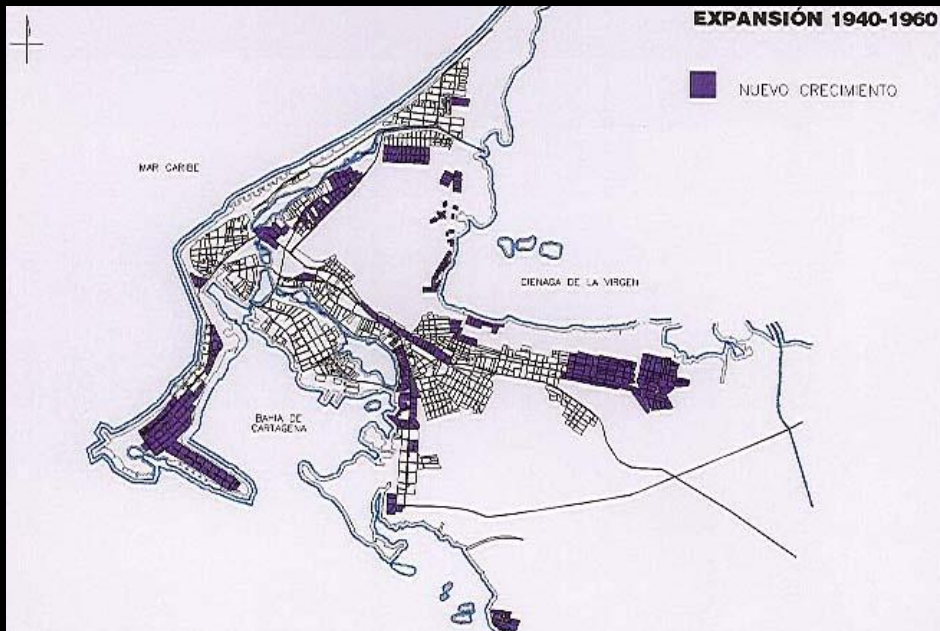 EXPANSIÓN 1940-1960
NUEVO CRECIMIENTO
MAR CARIBE
CIENAGA DE LA VIRGEN
BAHIA DE
CARTAGENA